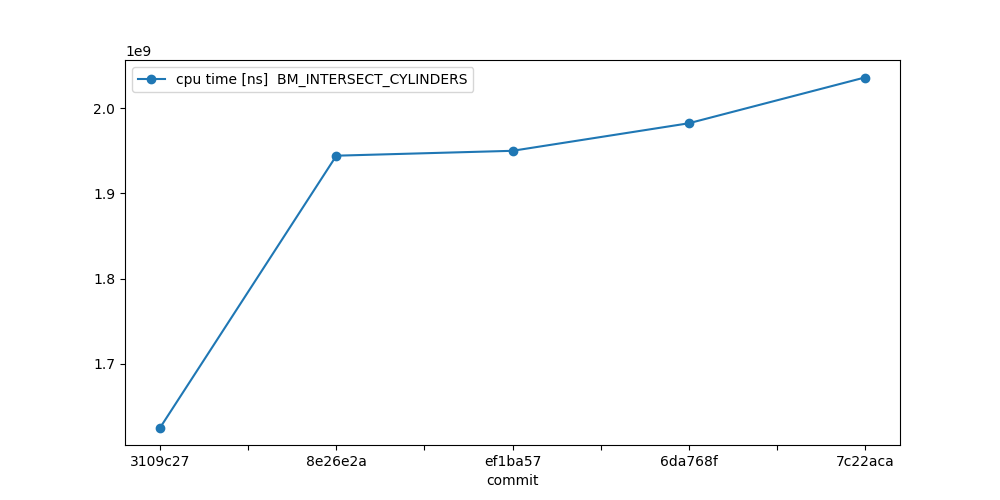 1e9
cpu time [ns]  BM_INTERSECT_CYLINDERS
2.0
1.9
1.8
1.7
3109c27 8e26e2a ef1ba57 6da768f 7c22aca
commit